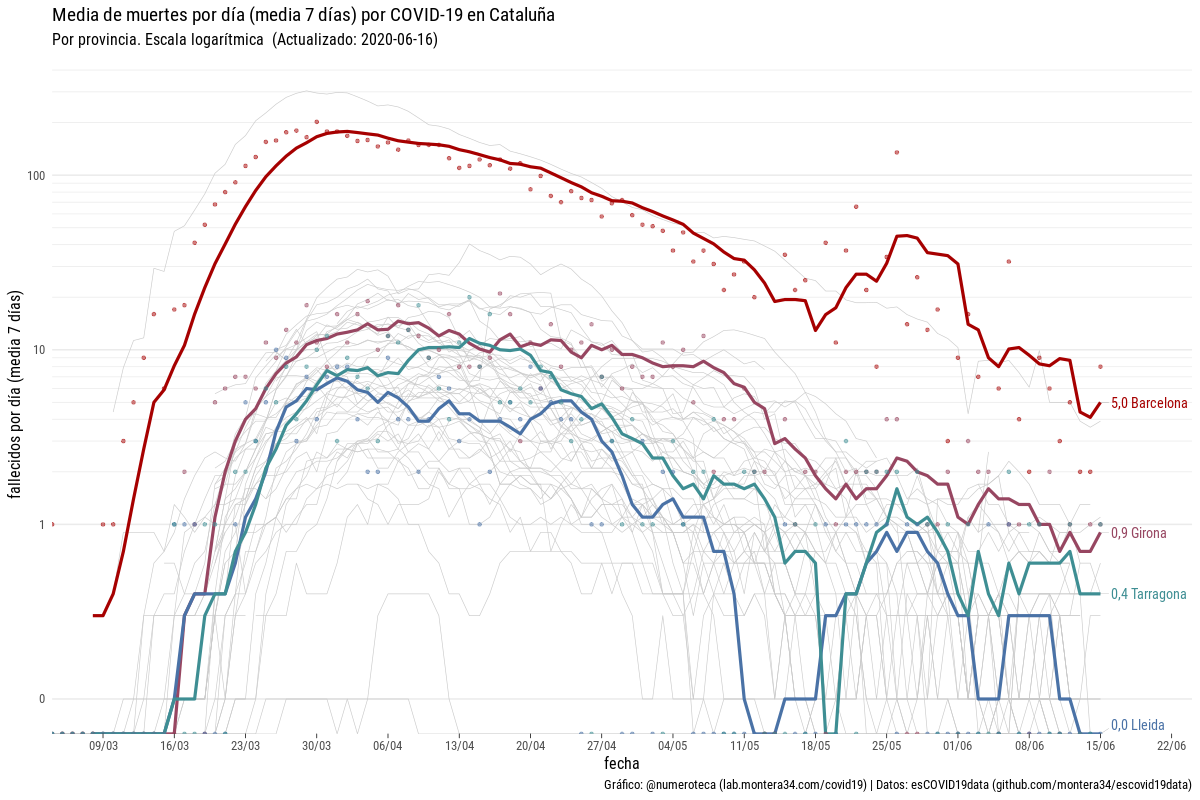 Media de muertes por día (media 7 días) por COVID-19 en Cataluña
Por provincia. Escala logarítmica  (Actualizado: 2020-06-16)
fallecidos por día (media  7 días)
100
10
1
0
5,0 Barcelona
0,9 Girona
0,4 Tarragona
0,0 Lleida
09/03 16/03 23/03 30/03 06/04 13/04 20/04 27/04 04/05 11/05 18/05 25/05 01/06 08/06 15/06 22/06
fecha
Gráfico: @numeroteca (lab.montera34.com/covid19) | Datos: esCOVID19data (github.com/montera34/escovid19data)